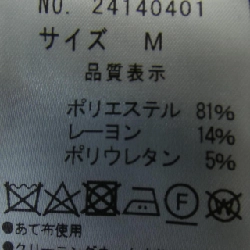 NO. 24140401
サイズ M
品質表示
ポリエステル 81%
レーヨン 14%
ポリウレタン 5%
F
●あて布使用